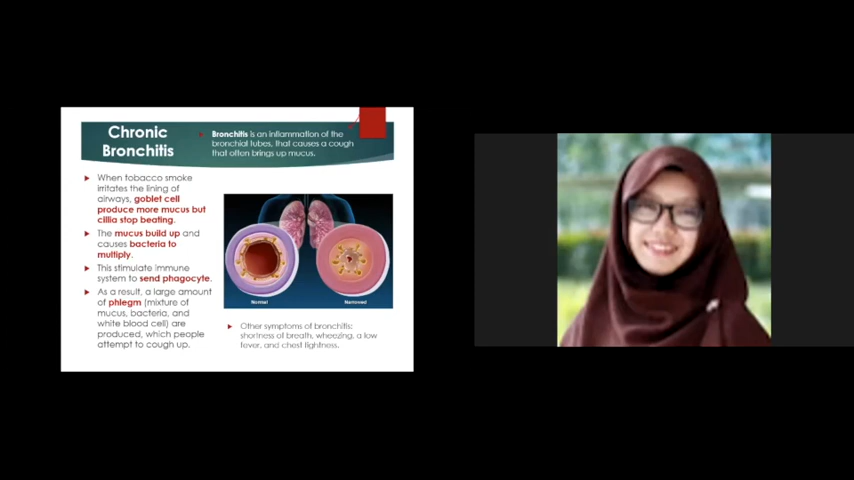 Chronic
Bronchitis
Bronchitis is an inflammation of the
bronchial tubes, that causes a cough
that often brings up mucus.
When tobacco smoke
irritates the lining of
airways, goblet cell
produce more mucus but
cillia stop beating.
The mucus build up and
causes bacteria to
multiply.
This stimulate immune
system to send phagocyte.
As a result, a large amount
of phlegm (mixture of
mucus, bacteria, and
white blood cell) are
produced, which people
attempt to cough up.
Normal
Narrowed
Other symptoms of bronchitis:
shortness of breath, wheezing, a low
fever, and chest tightness.